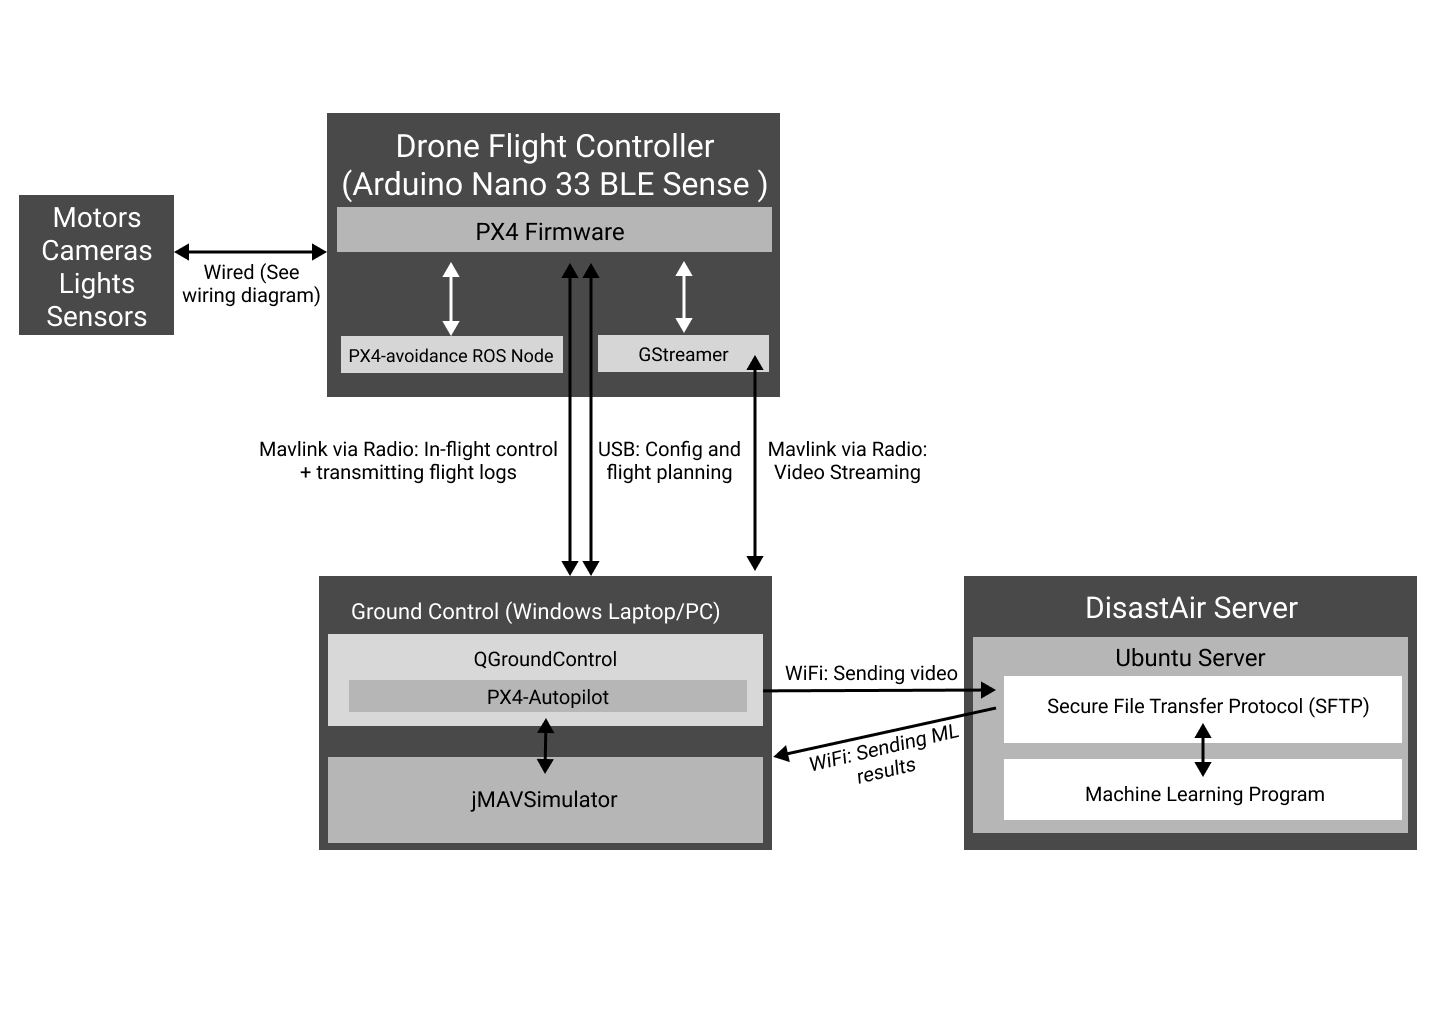 Drone Flight Controller
(Arduino Nano 33 BLE Sense )
PX4 Firmware
Motors
Cameras
Lights
Sensors
Wired (See
wiring diagram)
PX4-avoidance ROS Node
GStreamer
Mavlink via Radio: In-flight control
+ transmitting flight logs
USB: Config and
flight planning
Mavlink via Radio:
Video Streaming
Ground Control (Windows Laptop/PC)
QGroundControl
PX4-Autopilot
jMAVSimulator
WiFi: Sending video
WiFi: Sending ML
results
DisastAir Server
Ubuntu Server
Secure File Transfer Protocol (SFTP)
Machine Learning Program